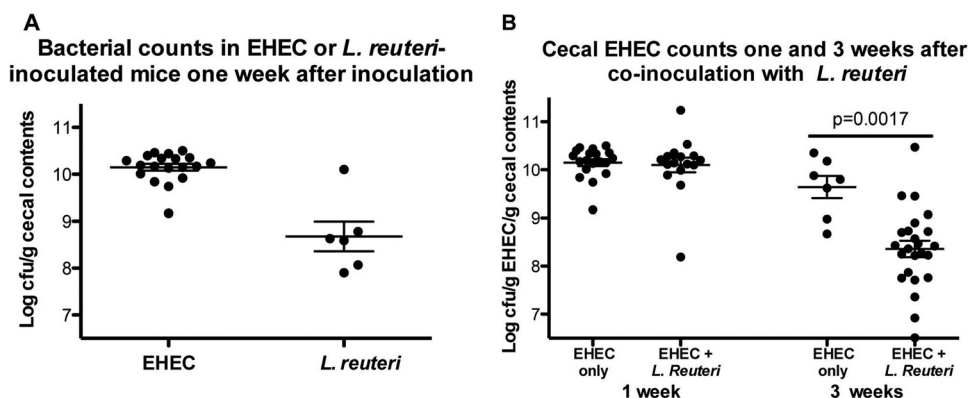 A
Bacterial counts in EHEC or L. reuteri-
inoculated mice one week after inoculation
Log cfu/g cecal contents
11
10
9
8
7
EHEC
L. reuteri
B
Cecal EHEC counts one and 3 weeks after
co-inoculation with L. reuteri
Log cfu/g EHEC/g cecal contents
11
10
9
8
7
p=0.0017
EHEC
only
EHEC +
L. Reuteri
1 week
EHEC
only
EHEC +
L. Reuteri
3 weeks